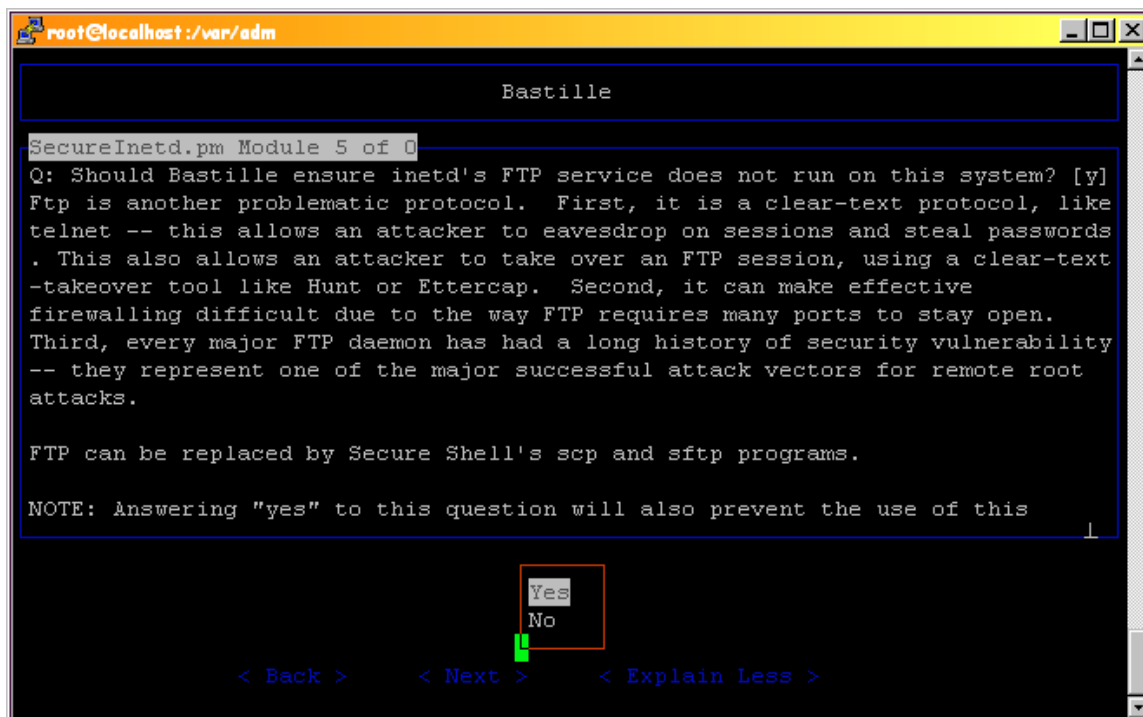 root@localhost:/var/adm
Bastille
SecureInetd.pm Module 5 of 0
Q: Should Bastille ensure inetd's FTP service does not run on this system? [y]
Ftp is another problematic protocol.  First, it is a clear-text protocol, like
telnet -- this allows an attacker to eavesdrop on sessions and steal passwords
. This also allows an attacker to take over an FTP session, using a clear-text
-takeover tool like Hunt or Ettercap.  Second, it can make effective
firewalling difficult due to the way FTP requires many ports to stay open.
Third, every major FTP daemon has had a long history of security vulnerability
-- they represent one of the major successful attack vectors for remote root
attacks.
FTP can be replaced by Secure Shell's scp and sftp programs.
NOTE: Answering "yes" to this question will also prevent the use of this
Yes
No
< Back > < Next > < Explain Less >